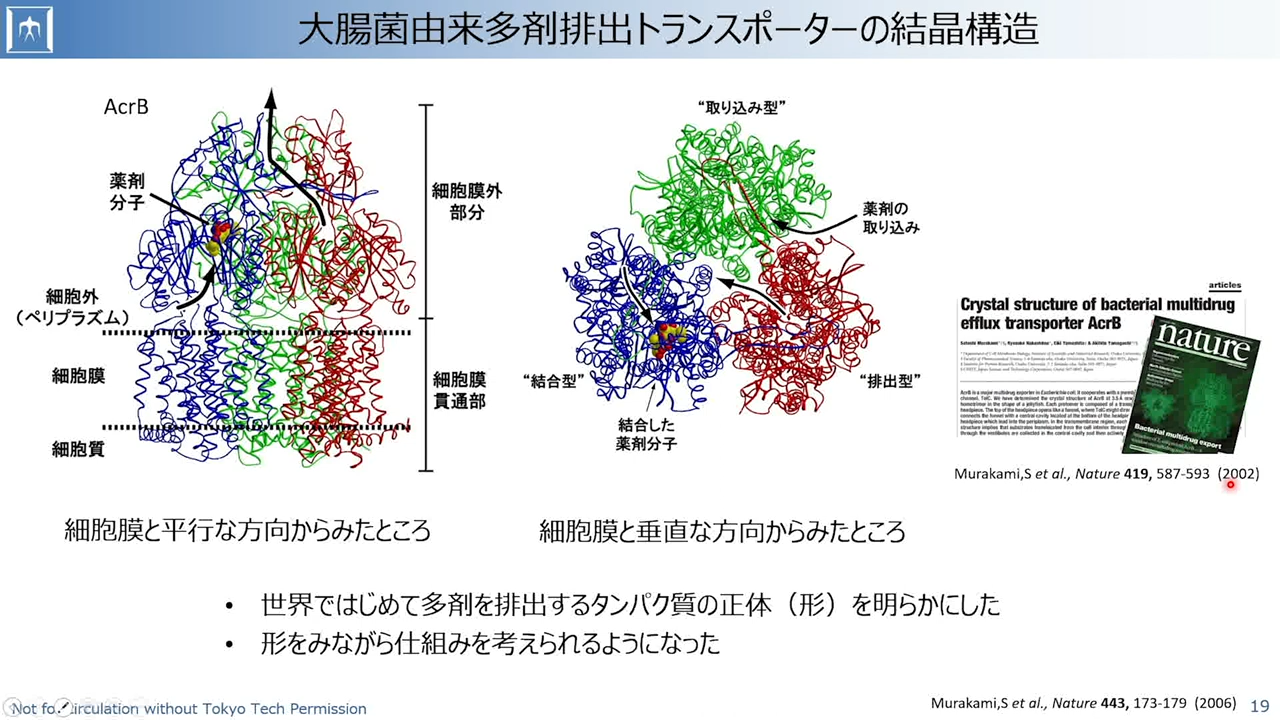 大腸菌由来多剤排出トランスポーターの結晶構造
AcrB
薬剤
分子
細胞外
（ペリプラズム）
細胞膜
細胞質
細胞膜外
部分
細胞膜
貫通部
“取り込み型”
薬剤の
取り込み
“結合型”
“排出型”
結合した
薬剤分子
articles
Crystal structure of bacterial multidrug
efflux transporter AcrB
nature
Bacterial multidrug export
Murakami,S et al., Nature 419, 587-593 (2002)
細胞膜と平行な方向からみたところ
細胞膜と垂直な方向からみたところ
• 世界ではじめて多剤を排出するタンパク質の正体（形）を明らかにした
• 形をみながら仕組みを考えられるようになった
Not for Circulation without Tokyo Tech Permission
Murakami,S et al., Nature 443, 173-179 (2006)
19